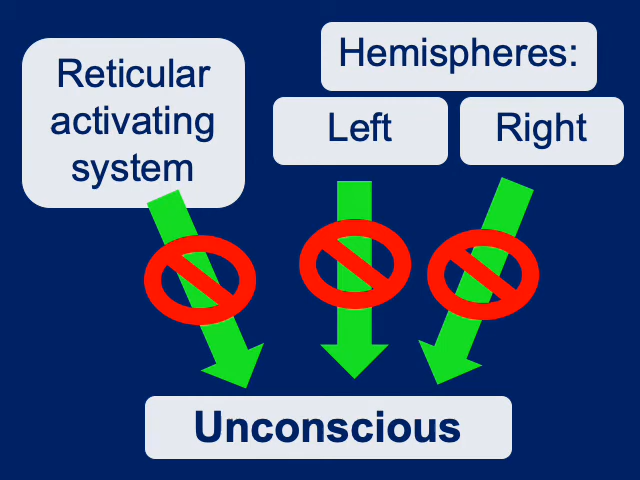 Reticular
activating
system
Hemispheres:
Left
Right
Unconscious